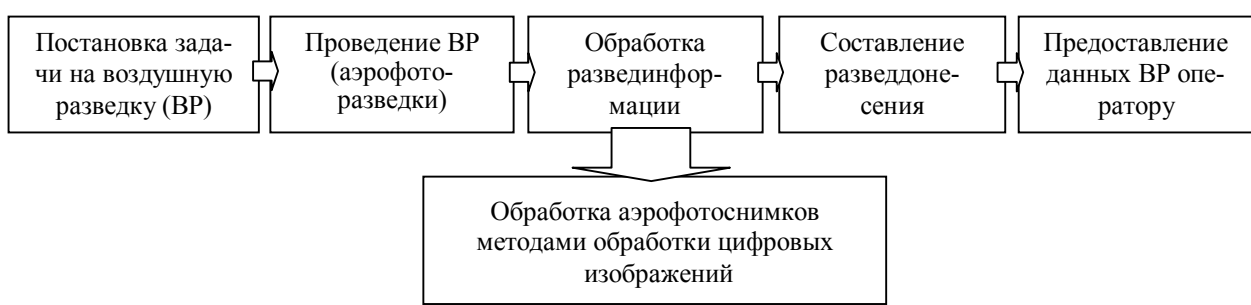 Постановка зада-
чи на воздушную
разведку (ВР)
Проведение ВР
(аэрофото-
разведки)
Обработка
развединфор-
мации
Составление
разведдоне-
сения
Предоставление
данных ВР опе-
ратору
Обработка аэрофотоснимков
методами обработки цифровых
изображений